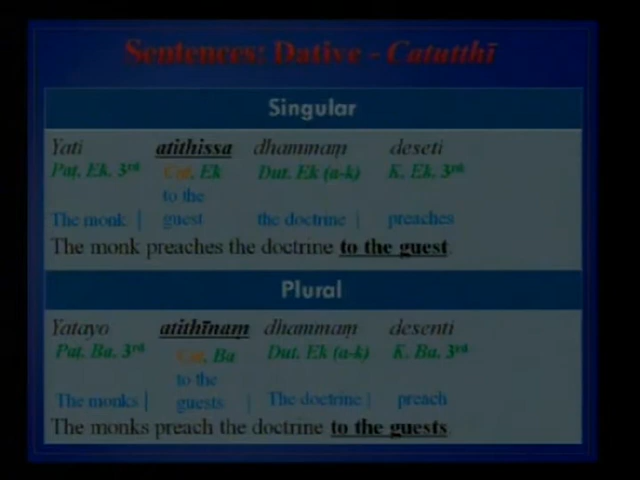 Sentences: Dative - Catutthī
Singular
Yati atithissa dhammaṃ deseti
Paṭ. Ek. 3rd Cat. Ek Dut. Ek (a-k) K. Ek. 3rd
to the
The monk | guest the doctrine | preaches
The monk preaches the doctrine to the guest.
Plural
Yatayo atithīnaṃ dhammaṃ desenti
Paṭ. Ba. 3rd Cat. Ba Dut. Ek (a-k) K. Ba. 3rd
to the
The monks | guests | The doctrine | preach
The monks preach the doctrine to the guests.